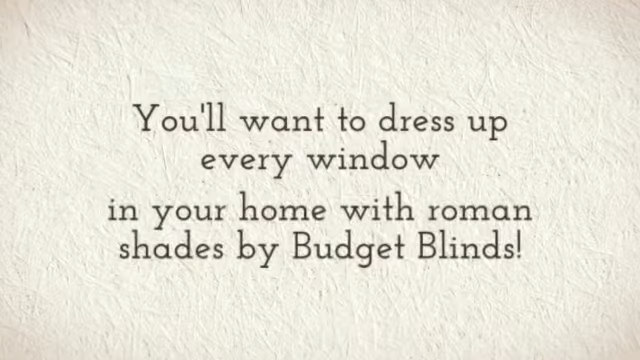 You'll want to dress up
every window
in your home with roman
shades by Budget Blinds!